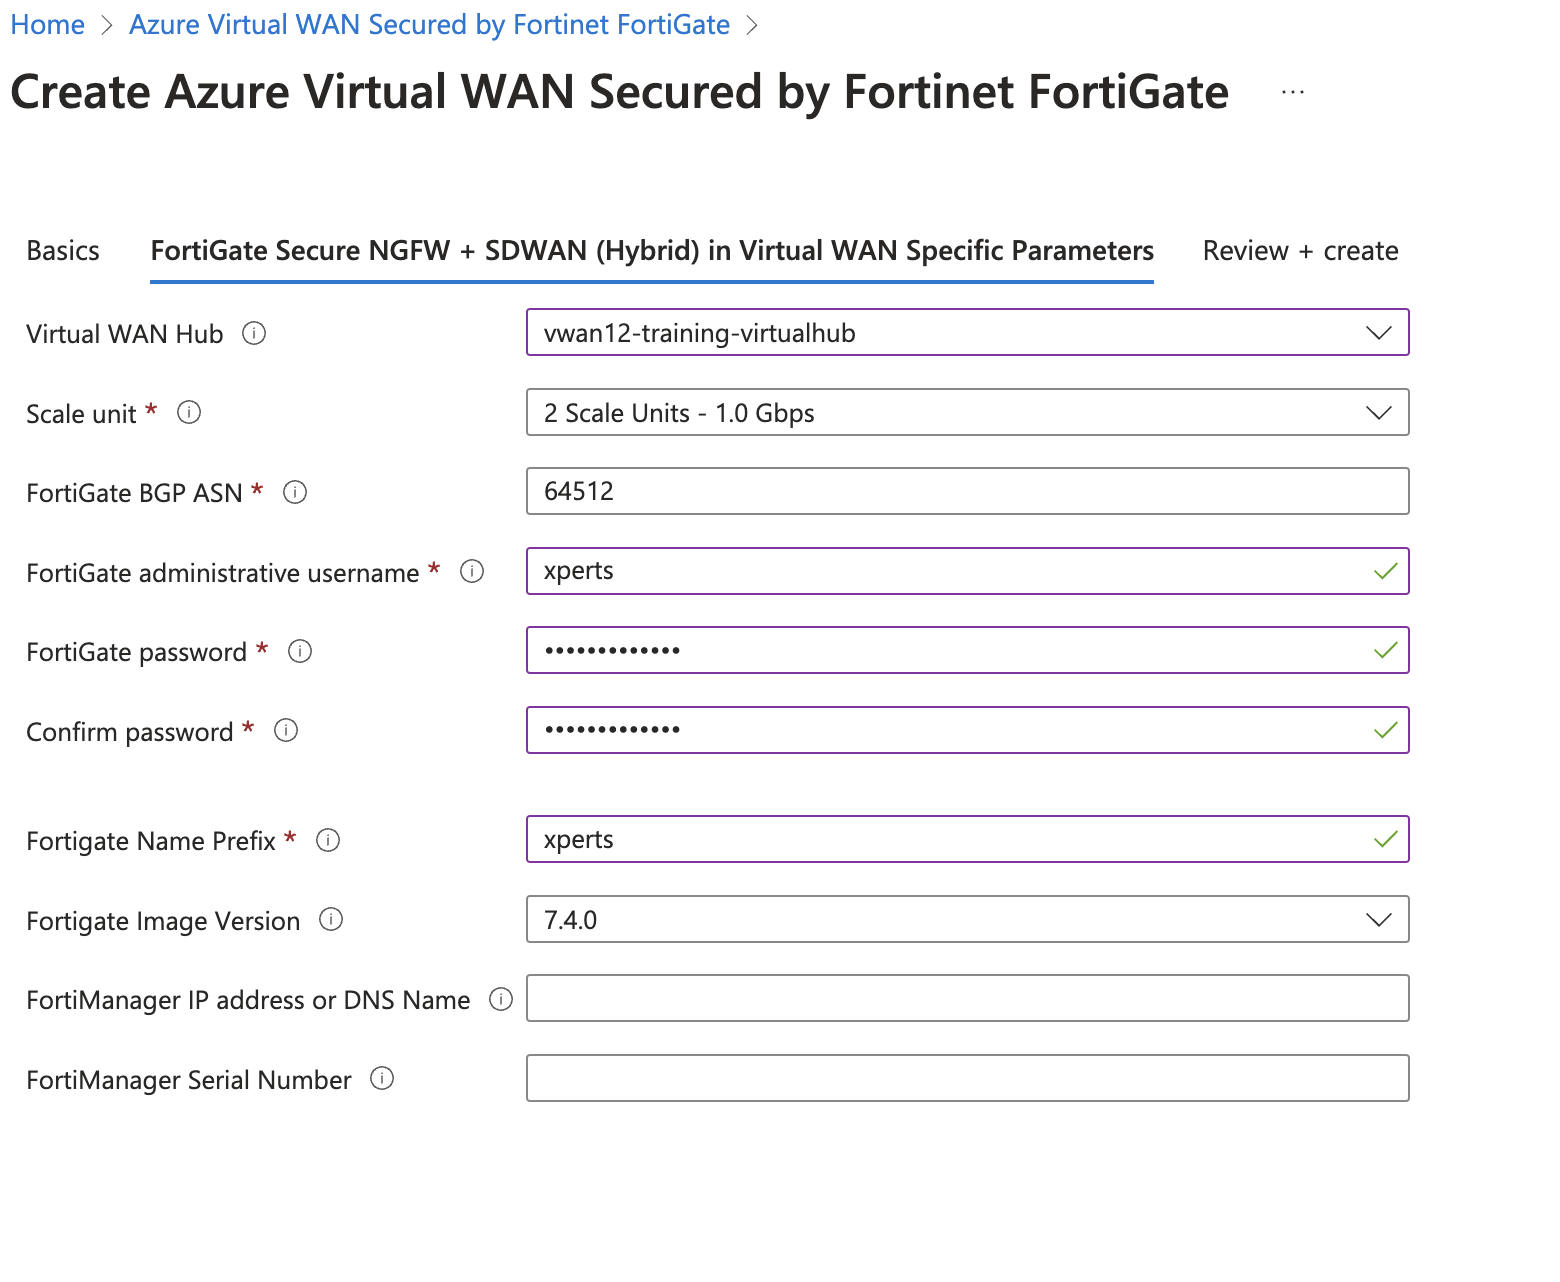 Home > Azure Virtual WAN Secured by Fortinet FortiGate >
Create Azure Virtual WAN Secured by Fortinet FortiGate ...
Basics FortiGate Secure NGFW + SDWAN (Hybrid) in Virtual WAN Specific Parameters Review + create
Virtual WAN Hub vwan12-training-virtualhub
Scale unit * 2 Scale Units - 1.0 Gbps
FortiGate BGP ASN * 64512
FortiGate administrative username * xperts
FortiGate password * •••••••••••••
Confirm password * •••••••••••••
Fortigate Name Prefix * xperts
Fortigate Image Version 7.4.0
FortiManager IP address or DNS Name
FortiManager Serial Number